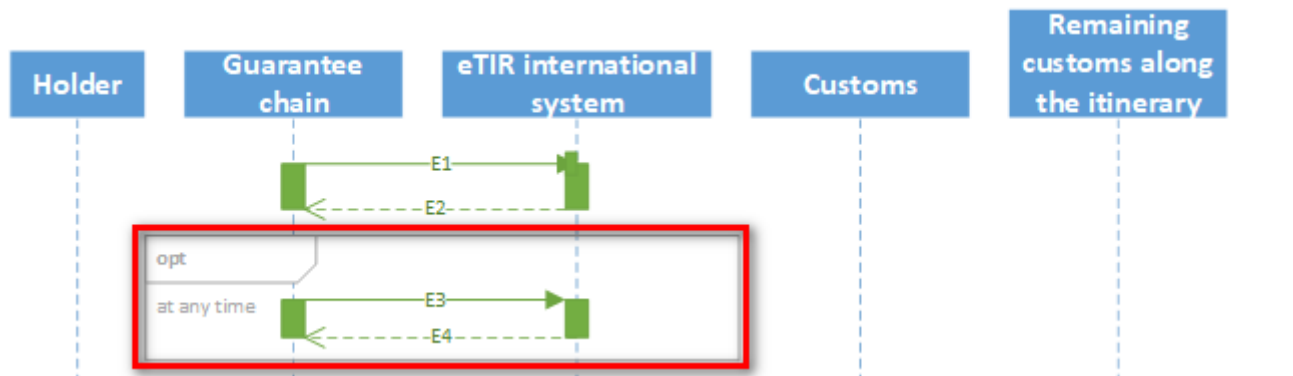 Holder
Guarantee
chain
eTIR international
system
Customs
Remaining
customs along
the itinerary
E1
E2
opt
at any time
E3
E4